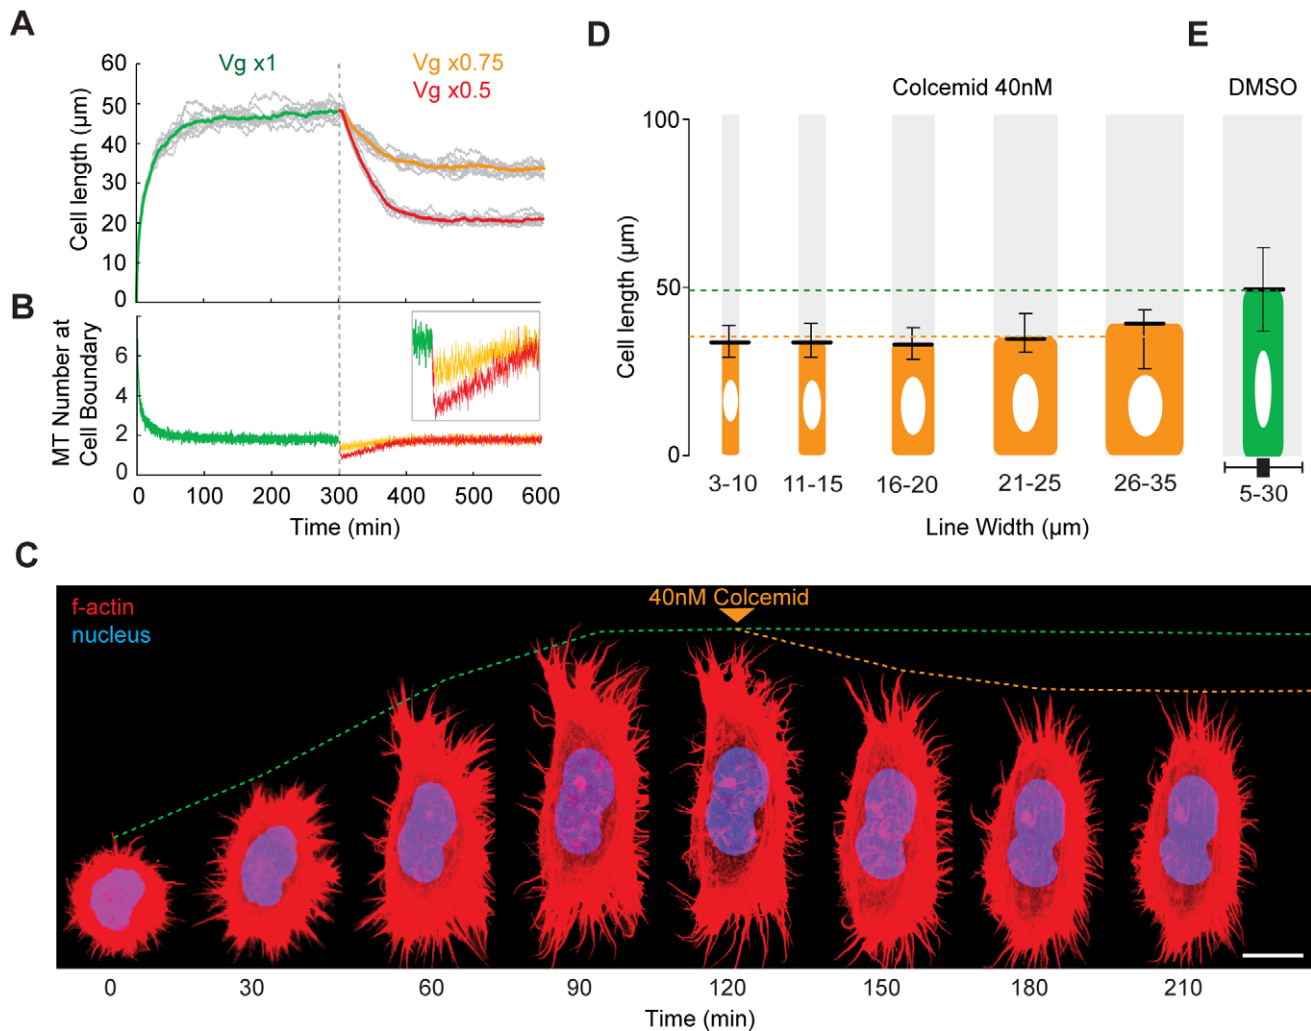 A
Vg x1
Vg x0.75
Vg x0.5
Cell length (µm)
60
50
40
30
20
10
0
B
MT Number at
Cell Boundary
6
4
2
0
0
100
200
300
400
500
600
Time (min)
D
Colcemid 40nM
Cell length (µm)
100
50
0
3-10
11-15
16-20
21-25
26-35
Line Width (µm)
E
DMSO
5-30
C
f-actin
nucleus
40nM Colcemid
0
30
60
90
120
150
180
210
Time (min)